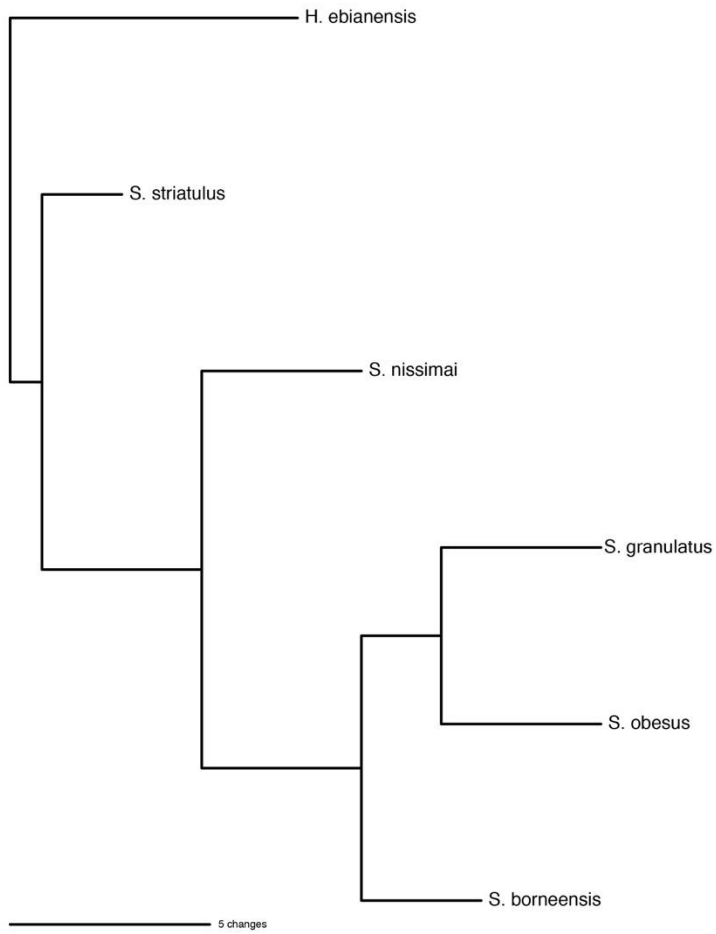 H. ebianensis
S. striatulus
S. nissimai
S. granulatus
S. obesus
S. borneensis
5 changes